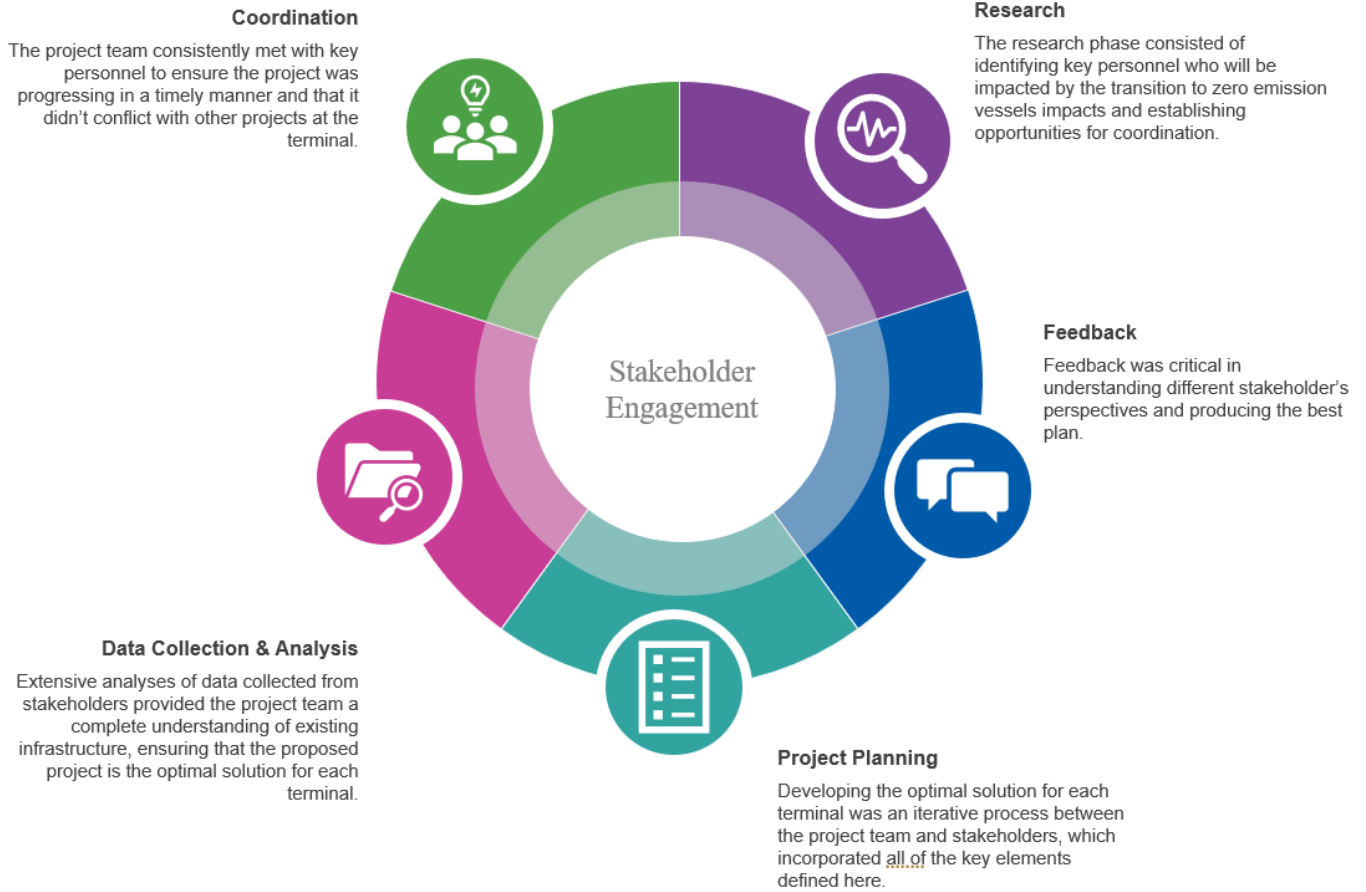 Coordination
The project team consistently met with key
personnel to ensure the project was
progressing in a timely manner and that it
didn’t conflict with other projects at the
terminal.
Research
The research phase consisted of
identifying key personnel who will be
impacted by the transition to zero emission
vessels impacts and establishing
opportunities for coordination.
Feedback
Feedback was critical in
understanding different stakeholder’s
perspectives and producing the best
plan.
Stakeholder
Engagement
Data Collection & Analysis
Extensive analyses of data collected from
stakeholders provided the project team a
complete understanding of existing
infrastructure, ensuring that the proposed
project is the optimal solution for each
terminal.
Project Planning
Developing the optimal solution for each
terminal was an iterative process between
the project team and stakeholders, which
incorporated all of the key elements
defined here.